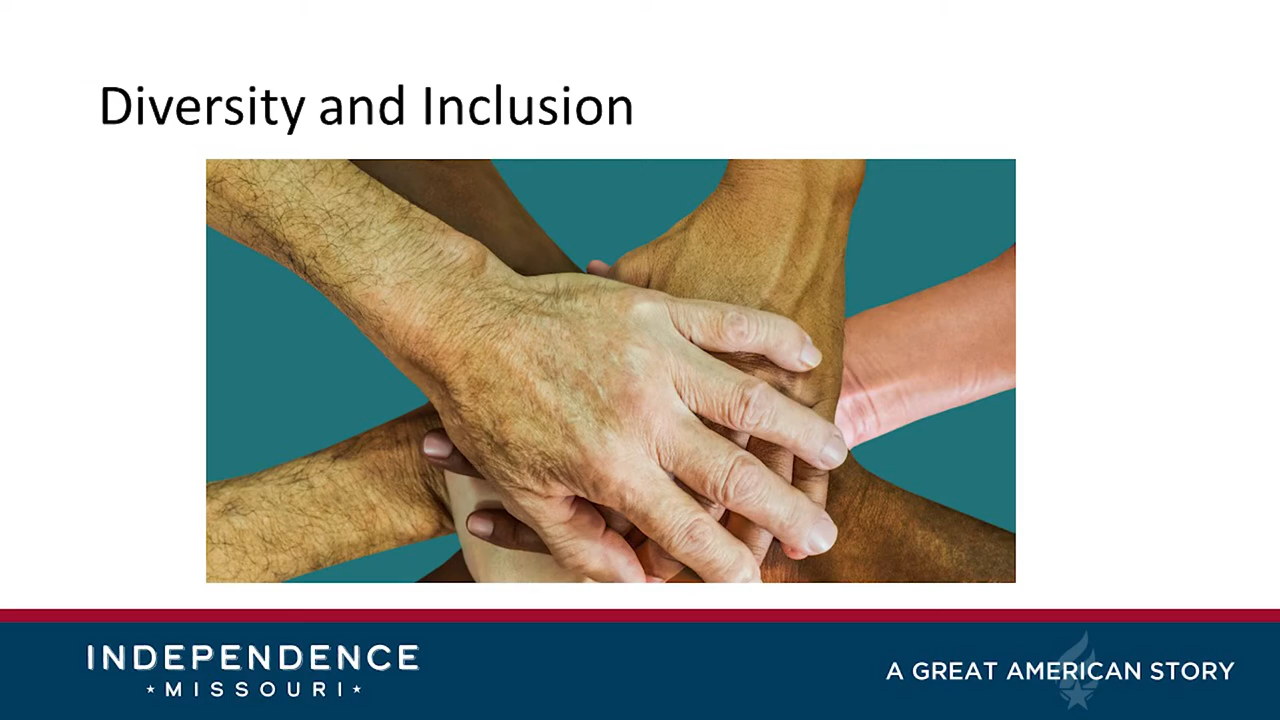 Diversity and Inclusion
INDEPENDENCE
★MISSOURI★
A GREAT AMERICAN STORY